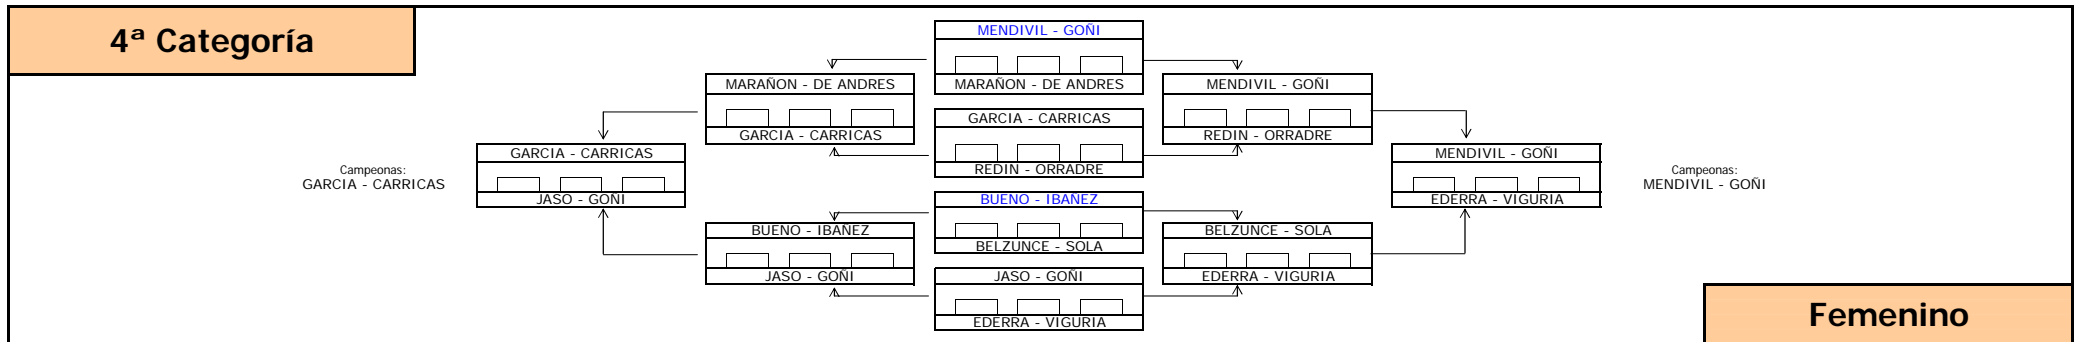 4ª Categoría
MENDIVIL - GOÑI
MARAÑON - DE ANDRES
MARAÑON - DE ANDRES
GARCIA - CARRICAS
MENDIVIL - GOÑI
REDIN - ORRADRE
GARCIA - CARRICAS
REDIN - ORRADRE
GARCIA - CARRICAS
JASO - GOÑI
MENDIVIL - GOÑI
EDERRA - VIGURIA
Campeonas:
GARCIA - CARRICAS
Campeonas:
MENDIVIL - GOÑI
BUENO - IBAÑEZ
BELZUNCE - SOLA
BUENO - IBAÑEZ
JASO - GOÑI
BELZUNCE - SOLA
EDERRA - VIGURIA
JASO - GOÑI
EDERRA - VIGURIA
Femenino